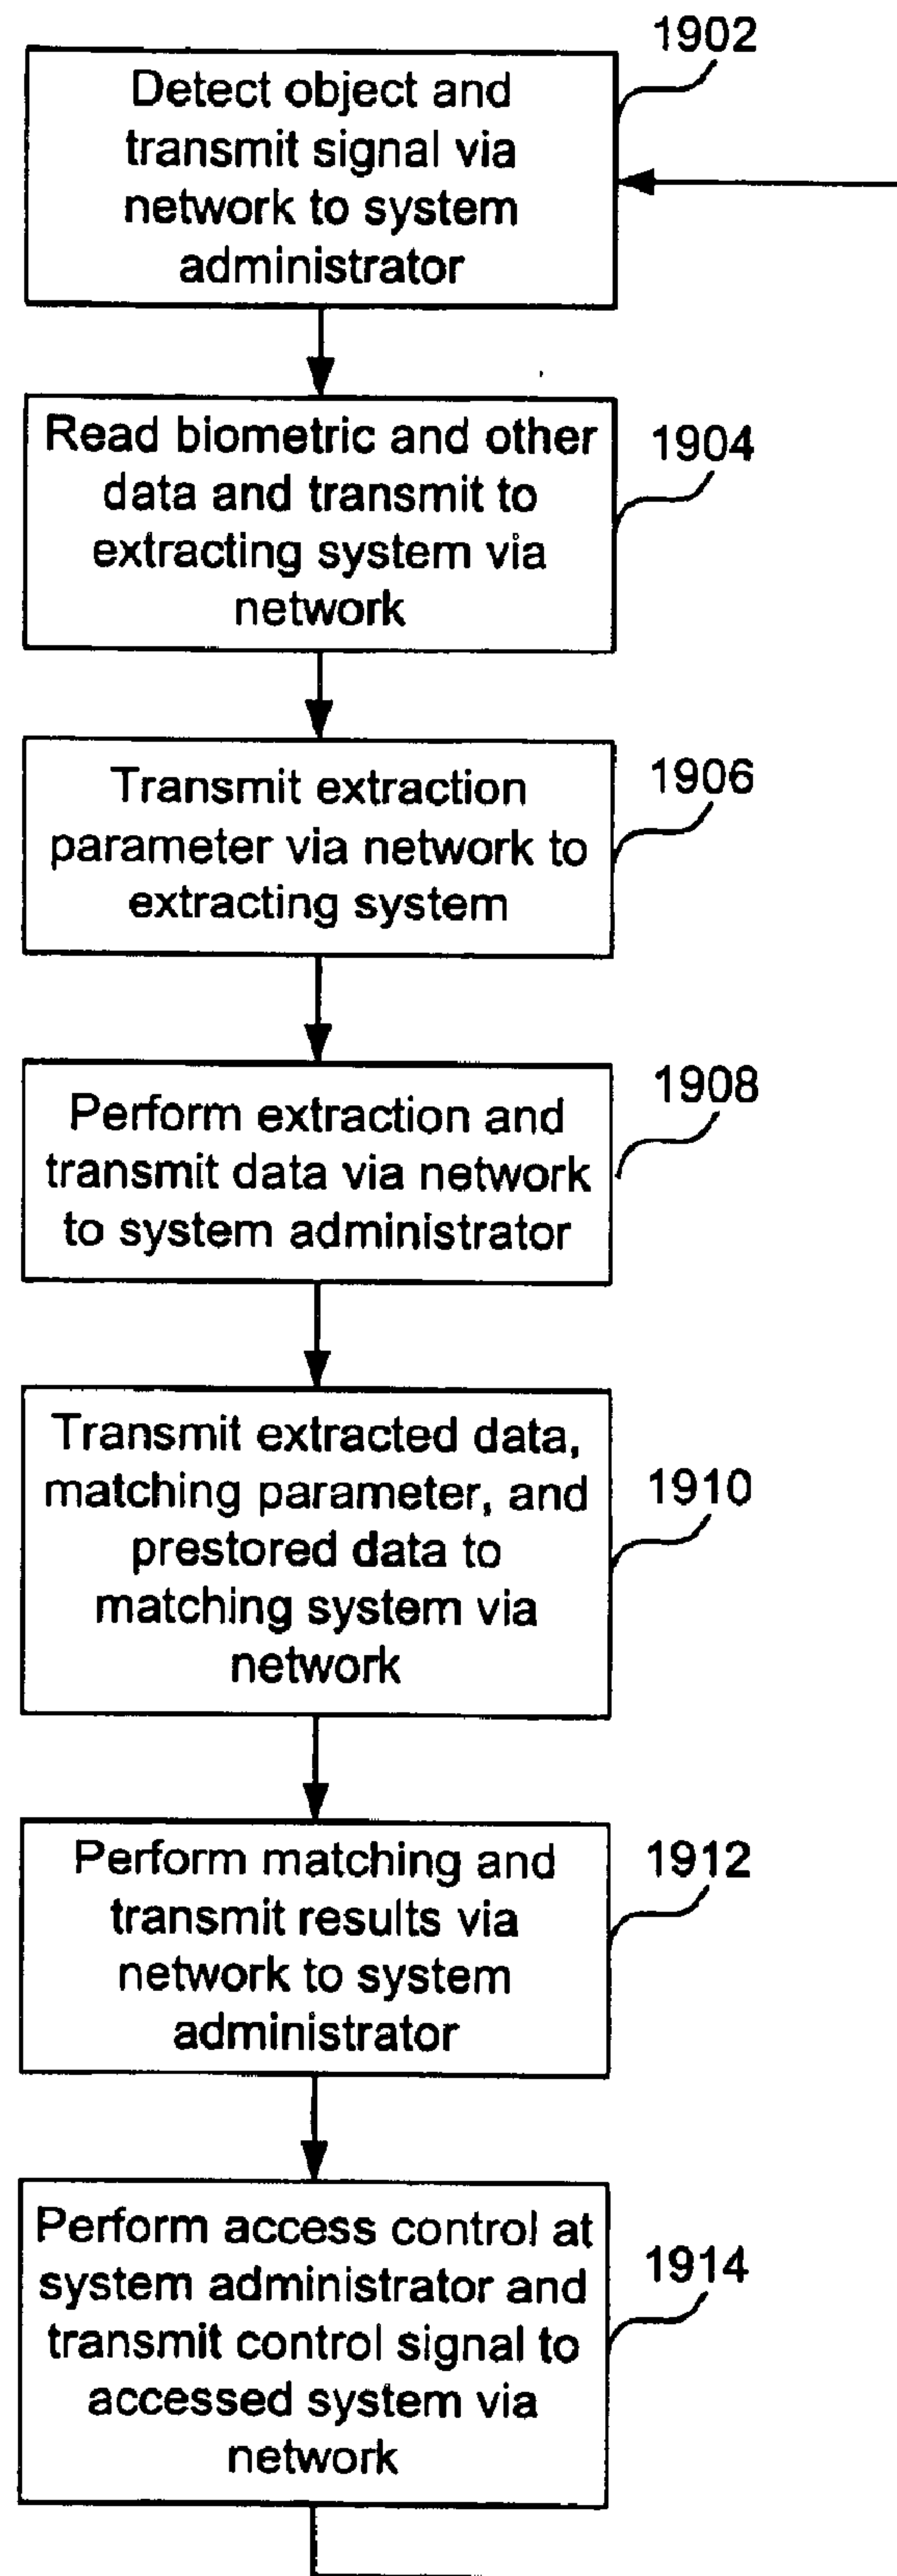 1902
Detect object and
transmit signal via
network to system
administrator
1904
Read biometric and other
data and transmit to
extracting system via
network
1906
Transmit extraction
parameter via network to
extracting system
1908
Perform extraction and
transmit data via network
to system administrator
1910
Transmit extracted data,
matching parameter, and
prestored data to
matching system via
network
1912
Perform matching and
transmit results via
network to system
administrator
1914
Perform access control at
system administrator and
transmit control signal to
accessed system via
network